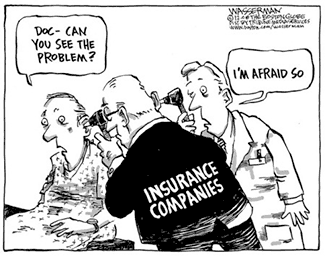 WASSERMAN
DOC- CAN
YOU SEE THE
PROBLEM?
I'M AFRAID SO
INSURANCE
COMPANIES